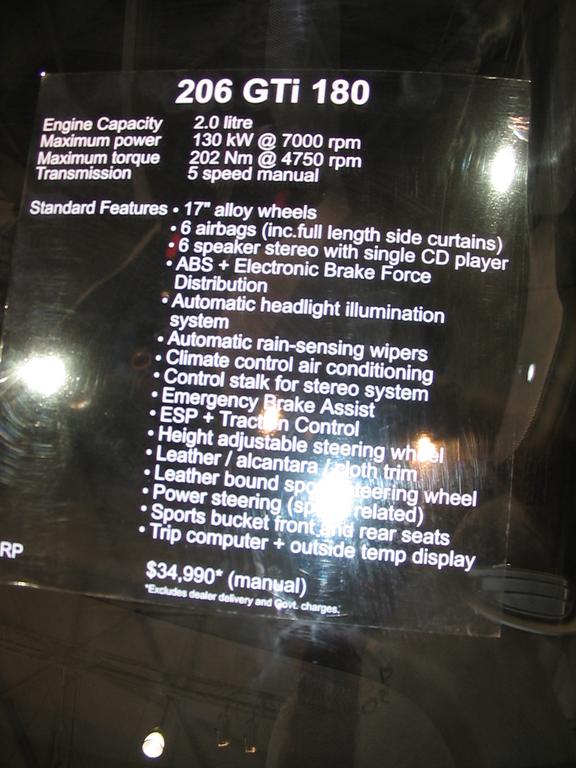 206 GTi 180
Engine Capacity 2.0 litre
Maximum power 130 kW @ 7000 rpm
Maximum torque 202 Nm @ 4750 rpm
Transmission 5 speed manual
Standard Features • 17" alloy wheels
• 6 airbags (inc.full length side curtains)
• 6 speaker stereo with single CD player
• ABS + Electronic Brake Force
Distribution
• Automatic headlight illumination
system
• Automatic rain-sensing wipers
• Climate control air conditioning
• Control stalk for stereo system
• Emergency Brake Assist
• ESP + Traction Control
• Height adjustable steering wheel
• Leather / alcantara / cloth trim
• Leather bound sports steering wheel
• Power steering (speed related)
• Sports bucket front and rear seats
• Trip computer + outside temp display
RP
$34,990* (manual)
*Excludes dealer delivery and Govt. charges.